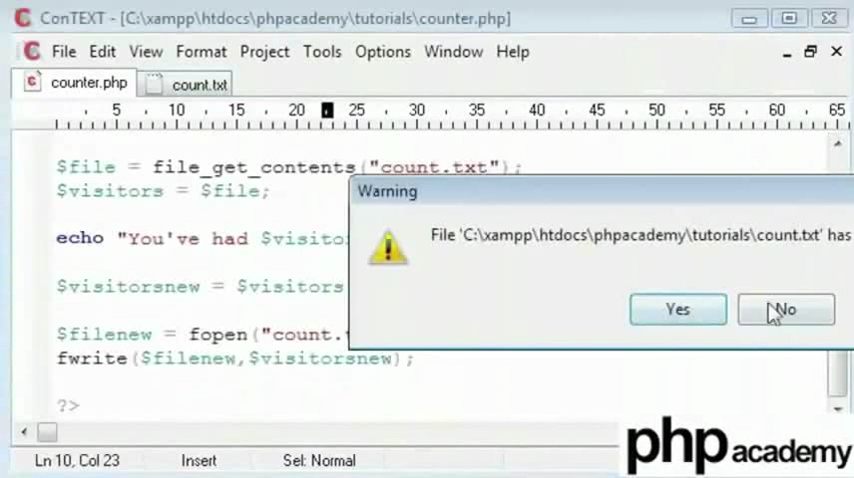 ConTEXT - [C:\xampp\htdocs\phpacademy\tutorials\counter.php]
File Edit View Format Project Tools Options Window Help
counter.php count.txt
5 10 15 20 25 30 35 40 45 50 55 60 65
$file = file_get_contents("count.txt");
$visitors = $file;
Warning
File 'C:\xampp\htdocs\phpacademy\tutorials\count.txt' has
echo "You've had $visito
$visitorsnew = $visitors
Yes No
$filenew = fopen("count.
fwrite($filenew,$visitorsnew);
?>
php academy
Ln 10, Col 23 Insert Sel: Normal